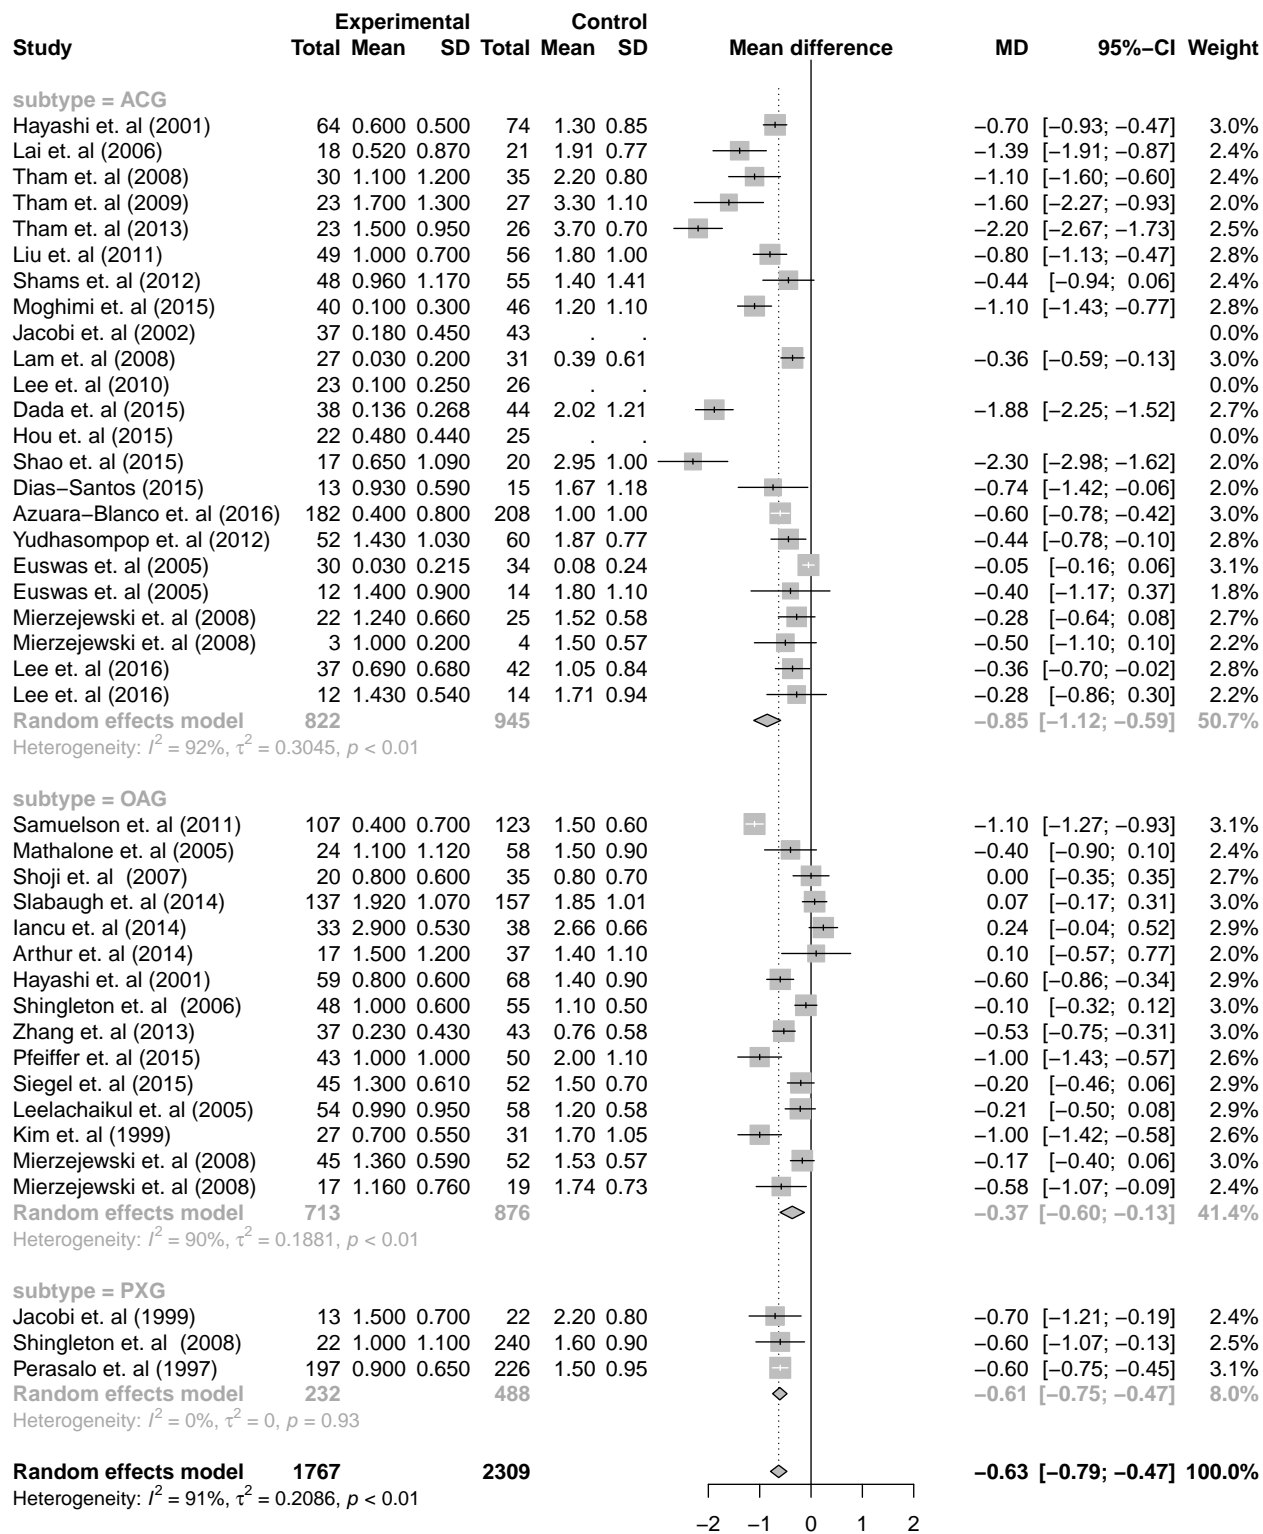 Experimental Control
Study Total Mean SD Total Mean SD Mean difference MD 95%−CI Weight
subtype = ACG
Hayashi et. al (2001) 64 0.600 0.500 74 1.30 0.85 −0.70 [−0.93; −0.47] 3.0%
Lai et. al (2006) 18 0.520 0.870 21 1.91 0.77 −1.39 [−1.91; −0.87] 2.4%
Tham et. al (2008) 30 1.100 1.200 35 2.20 0.80 −1.10 [−1.60; −0.60] 2.4%
Tham et. al (2009) 23 1.700 1.300 27 3.30 1.10 −1.60 [−2.27; −0.93] 2.0%
Tham et. al (2013) 23 1.500 0.950 26 3.70 0.70 −2.20 [−2.67; −1.73] 2.5%
Liu et. al (2011) 49 1.000 0.700 56 1.80 1.00 −0.80 [−1.13; −0.47] 2.8%
Shams et. al (2012) 48 0.960 1.170 55 1.40 1.41 −0.44 [−0.94; 0.06] 2.4%
Moghimi et. al (2015) 40 0.100 0.300 46 1.20 1.10 −1.10 [−1.43; −0.77] 2.8%
Jacobi et. al (2002) 37 0.180 0.450 43 . . 0.0%
Lam et. al (2008) 27 0.030 0.200 31 0.39 0.61 −0.36 [−0.59; −0.13] 3.0%
Lee et. al (2010) 23 0.100 0.250 26 . . 0.0%
Dada et. al (2015) 38 0.136 0.268 44 2.02 1.21 −1.88 [−2.25; −1.52] 2.7%
Hou et. al (2015) 22 0.480 0.440 25 . . 0.0%
Shao et. al (2015) 17 0.650 1.090 20 2.95 1.00 −2.30 [−2.98; −1.62] 2.0%
Dias−Santos (2015) 13 0.930 0.590 15 1.67 1.18 −0.74 [−1.42; −0.06] 2.0%
Azuara−Blanco et. al (2016) 182 0.400 0.800 208 1.00 1.00 −0.60 [−0.78; −0.42] 3.0%
Yudhasompop et. al (2012) 52 1.430 1.030 60 1.87 0.77 −0.44 [−0.78; −0.10] 2.8%
Euswas et. al (2005) 30 0.030 0.215 34 0.08 0.24 −0.05 [−0.16; 0.06] 3.1%
Euswas et. al (2005) 12 1.400 0.900 14 1.80 1.10 −0.40 [−1.17; 0.37] 1.8%
Mierzejewski et. al (2008) 22 1.240 0.660 25 1.52 0.58 −0.28 [−0.64; 0.08] 2.7%
Mierzejewski et. al (2008) 3 1.000 0.200 4 1.50 0.57 −0.50 [−1.10; 0.10] 2.2%
Lee et. al (2016) 37 0.690 0.680 42 1.05 0.84 −0.36 [−0.70; −0.02] 2.8%
Lee et. al (2016) 12 1.430 0.540 14 1.71 0.94 −0.28 [−0.86; 0.30] 2.2%
Random effects model 822 945 −0.85 [−1.12; −0.59] 50.7%
Heterogeneity: I² = 92%, τ² = 0.3045, p < 0.01
subtype = OAG
Samuelson et. al (2011) 107 0.400 0.700 123 1.50 0.60 −1.10 [−1.27; −0.93] 3.1%
Mathalone et. al (2005) 24 1.100 1.120 58 1.50 0.90 −0.40 [−0.90; 0.10] 2.4%
Shoji et. al (2007) 20 0.800 0.600 35 0.80 0.70 0.00 [−0.35; 0.35] 2.7%
Slabaugh et. al (2014) 137 1.920 1.070 157 1.85 1.01 0.07 [−0.17; 0.31] 3.0%
Iancu et. al (2014) 33 2.900 0.530 38 2.66 0.66 0.24 [−0.04; 0.52] 2.9%
Arthur et. al (2014) 17 1.500 1.200 37 1.40 1.10 0.10 [−0.57; 0.77] 2.0%
Hayashi et. al (2001) 59 0.800 0.600 68 1.40 0.90 −0.60 [−0.86; −0.34] 2.9%
Shingleton et. al (2006) 48 1.000 0.600 55 1.10 0.50 −0.10 [−0.32; 0.12] 3.0%
Zhang et. al (2013) 37 0.230 0.430 43 0.76 0.58 −0.53 [−0.75; −0.31] 3.0%
Pfeiffer et. al (2015) 43 1.000 1.000 50 2.00 1.10 −1.00 [−1.43; −0.57] 2.6%
Siegel et. al (2015) 45 1.300 0.610 52 1.50 0.70 −0.20 [−0.46; 0.06] 2.9%
Leelachaikul et. al (2005) 54 0.990 0.950 58 1.20 0.58 −0.21 [−0.50; 0.08] 2.9%
Kim et. al (1999) 27 0.700 0.550 31 1.70 1.05 −1.00 [−1.42; −0.58] 2.6%
Mierzejewski et. al (2008) 45 1.360 0.590 52 1.53 0.57 −0.17 [−0.40; 0.06] 3.0%
Mierzejewski et. al (2008) 17 1.160 0.760 19 1.74 0.73 −0.58 [−1.07; −0.09] 2.4%
Random effects model 713 876 −0.37 [−0.60; −0.13] 41.4%
Heterogeneity: I² = 90%, τ² = 0.1881, p < 0.01
subtype = PXG
Jacobi et. al (1999) 13 1.500 0.700 22 2.20 0.80 −0.70 [−1.21; −0.19] 2.4%
Shingleton et. al (2008) 22 1.000 1.100 240 1.60 0.90 −0.60 [−1.07; −0.13] 2.5%
Perasalo et. al (1997) 197 0.900 0.650 226 1.50 0.95 −0.60 [−0.75; −0.45] 3.1%
Random effects model 232 488 −0.61 [−0.75; −0.47] 8.0%
Heterogeneity: I² = 0%, τ² = 0, p = 0.93
Random effects model 1767 2309 −0.63 [−0.79; −0.47] 100.0%
Heterogeneity: I² = 91%, τ² = 0.2086, p < 0.01
−2 −1 0 1 2